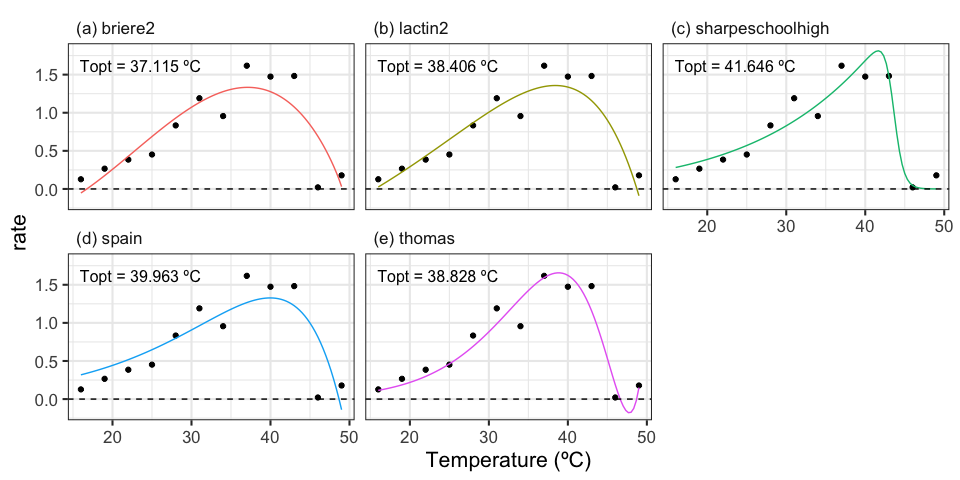 (a) briere2
(b) lactin2
(c) sharpeschoolhigh
Topt = 37.115 ºC
Topt = 38.406 ºC
Topt = 41.646 ºC
1.5
1.0
0.5
0.0
20
30
40
50
(d) spain
(e) thomas
Topt = 39.963 ºC
Topt = 38.828 ºC
1.5
1.0
0.5
0.0
20
30
40
50
20
30
40
50
rate
Temperature (ºC)